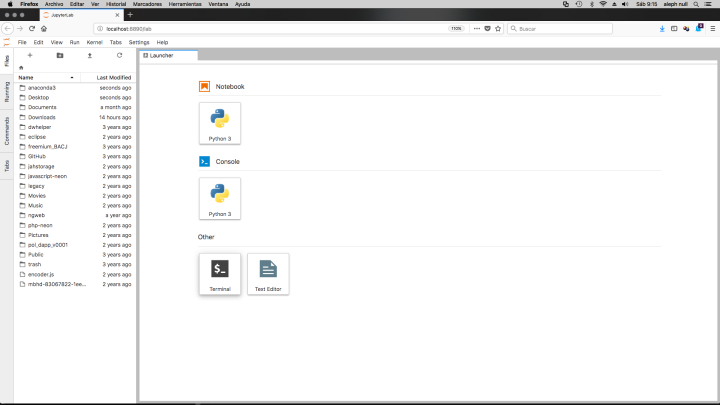 Firefox Archivo Editar Ver Historial Marcadores Herramientas Ventana Ayuda Sáb 9:15 aleph null
JupyterLab
localhost:8890/lab 110% Buscar
File Edit View Run Kernel Tabs Settings Help
Files
Running
Commands
Tabs
Name Last Modified
anaconda3 seconds ago
Desktop seconds ago
Documents a month ago
Downloads 14 hours ago
dwhelper 3 years ago
eclipse 2 years ago
freemium_BACJ 3 years ago
GitHub 3 years ago
jahstorage 2 years ago
javascript-neon 2 years ago
legacy 2 years ago
Movies 2 years ago
Music 2 years ago
ngweb a year ago
php-neon 2 years ago
Pictures 2 years ago
pol_dapp_v0001 2 years ago
Public 3 years ago
trash 3 years ago
encoder.js 2 years ago
mbhd-83067822-1ee... 2 years ago
Launcher
Notebook
Python 3
Console
Python 3
Other
$_
Terminal Text Editor